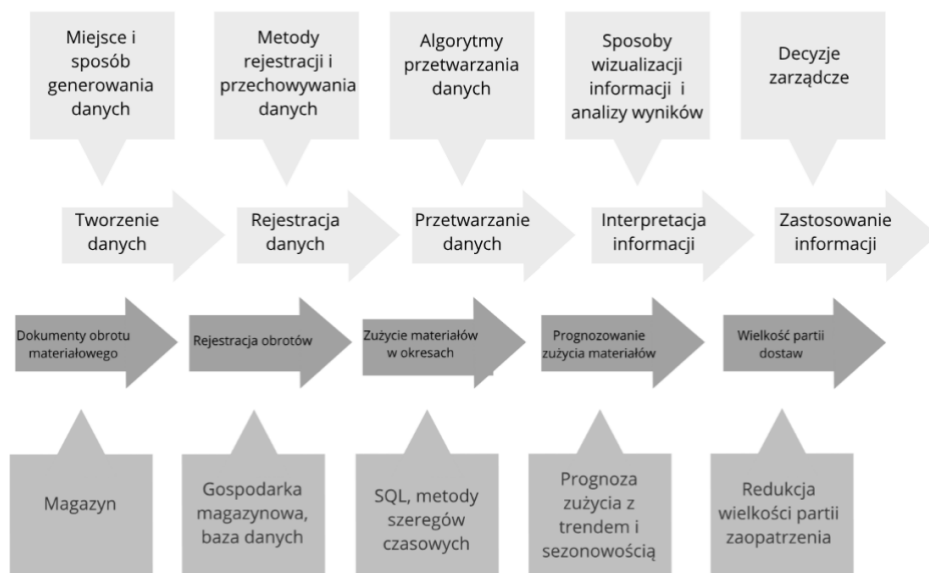 Miejsce i
sposób
generowania
danych
Metody
rejestracji i
przechowywania
danych
Algorytmy
przetwarzania
danych
Sposoby
wizualizacji
informacji i
analizy wyników
Decyzje
zarządcze
Tworzenie
danych
Rejestracja
danych
Przetwarzanie
danych
Interpretacja
informacji
Zastosowanie
informacji
Dokumenty obrotu
materiałowego
Rejestracja obrotów
Zużycie materiałów
w okresach
Prognozowanie
zużycia materiałów
Wielkość partii
dostaw
Magazyn
Gospodarka
magazynowa,
baza danych
SQL, metody
szeregów
czasowych
Prognoza
zużycia z
trendem i
sezonowością
Redukcja
wielkości partii
zaopatrzenia